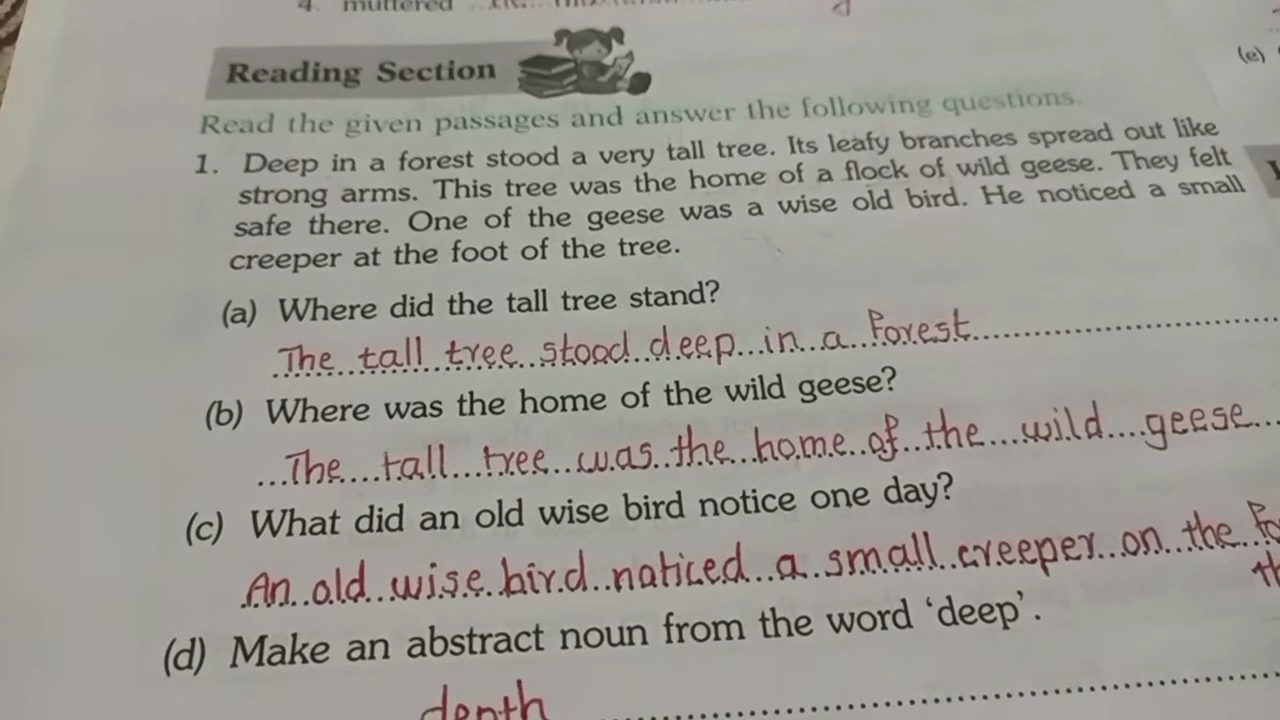 4. muttered
Reading Section
(e)
Read the given passages and answer the following questions.
1. Deep in a forest stood a very tall tree. Its leafy branches spread out like
strong arms. This tree was the home of a flock of wild geese. They felt
safe there. One of the geese was a wise old bird. He noticed a small
creeper at the foot of the tree.
(a) Where did the tall tree stand?
The tall tree stood deep in a forest
(b) Where was the home of the wild geese?
The tall tree was the home of the wild geese
(c) What did an old wise bird notice one day?
An old wise bird noticed a small creeper on the
(d) Make an abstract noun from the word 'deep'.
depth